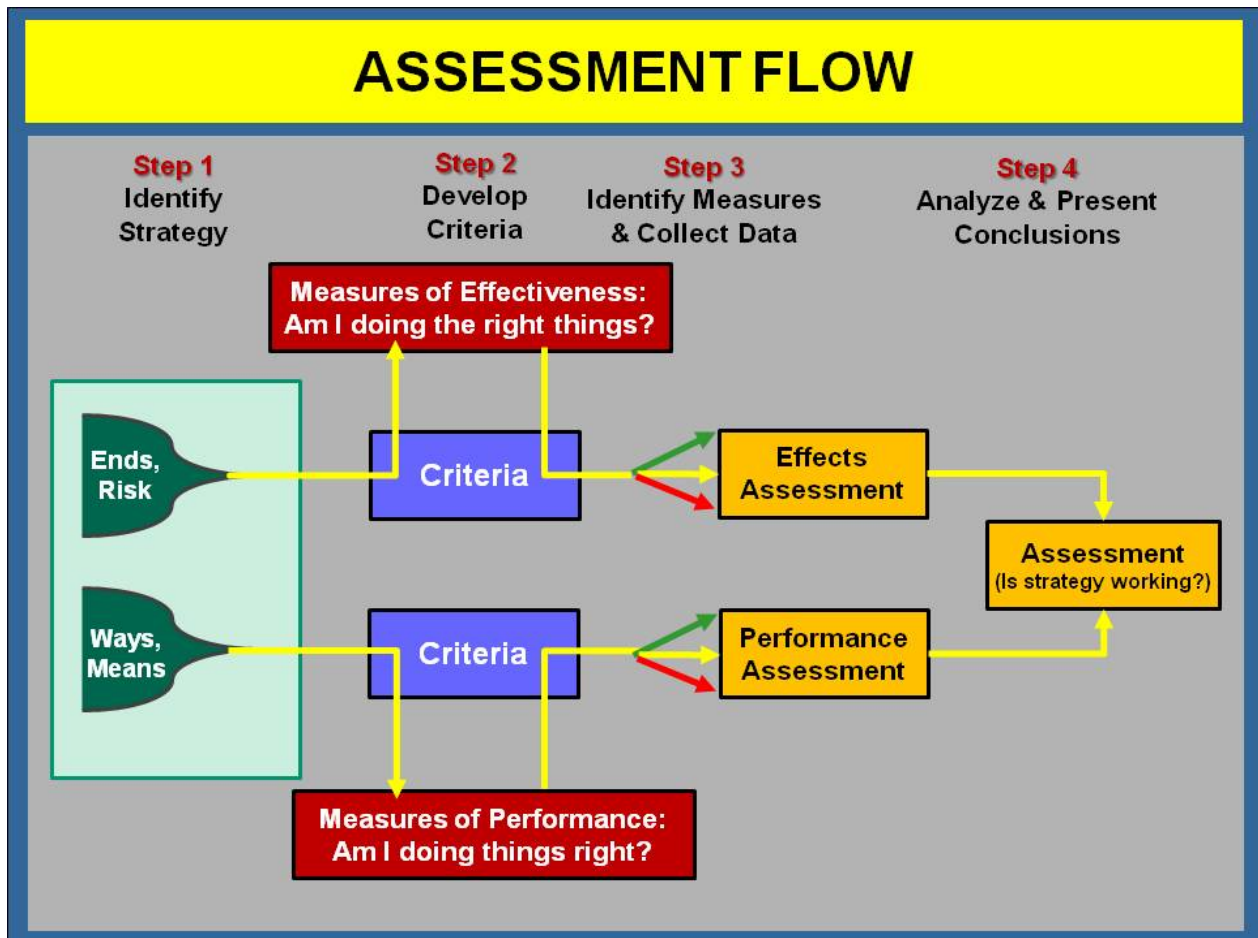 ASSESSMENT FLOW
Step 1
Identify
Strategy
Step 2
Develop
Criteria
Step 3
Identify Measures
& Collect Data
Step 4
Analyze & Present
Conclusions
Measures of Effectiveness:
Am I doing the right things?
Ends,
Risk
Criteria
Effects
Assessment
Assessment
(Is strategy working?)
Ways,
Means
Criteria
Performance
Assessment
Measures of Performance:
Am I doing things right?